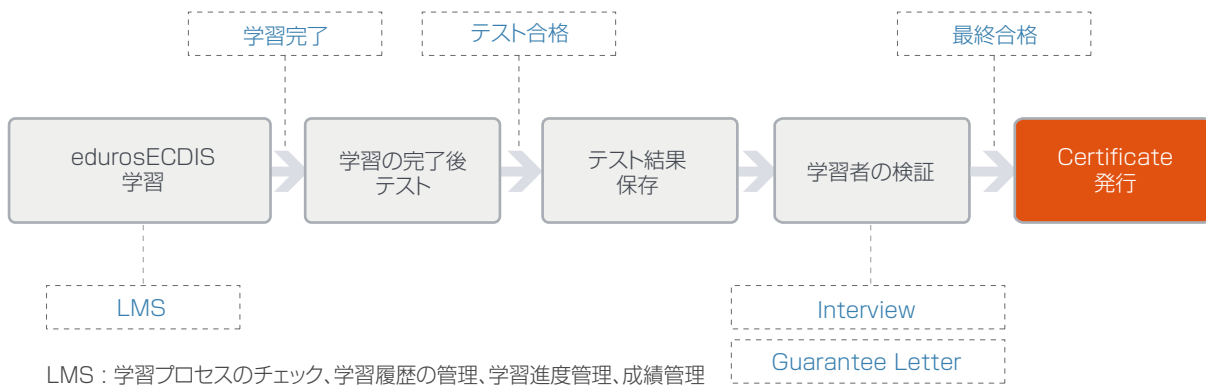 学習完了
テスト合格
最終合格
edurosECDIS
学習
学習の完了後
テスト
テスト結果
保存
学習者の検証
Certificate
発行
LMS
Interview
Guarantee Letter
LMS : 学習プロセスのチェック、学習履歴の管理、学習進度管理、成績管理